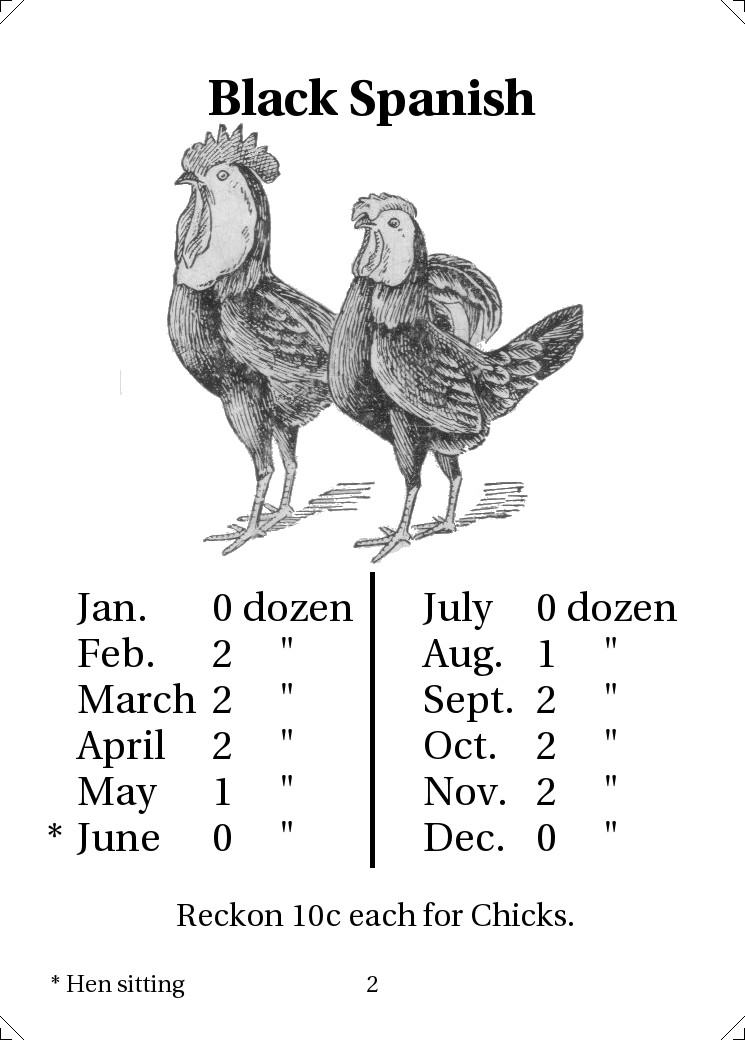 Black Spanish
Jan. 0 dozen
Feb. 2 "
March 2 "
April 2 "
May 1 "
* June 0 "
July 0 dozen
Aug. 1 "
Sept. 2 "
Oct. 2 "
Nov. 2 "
Dec. 0 "
Reckon 10c each for Chicks.
* Hen sitting
2